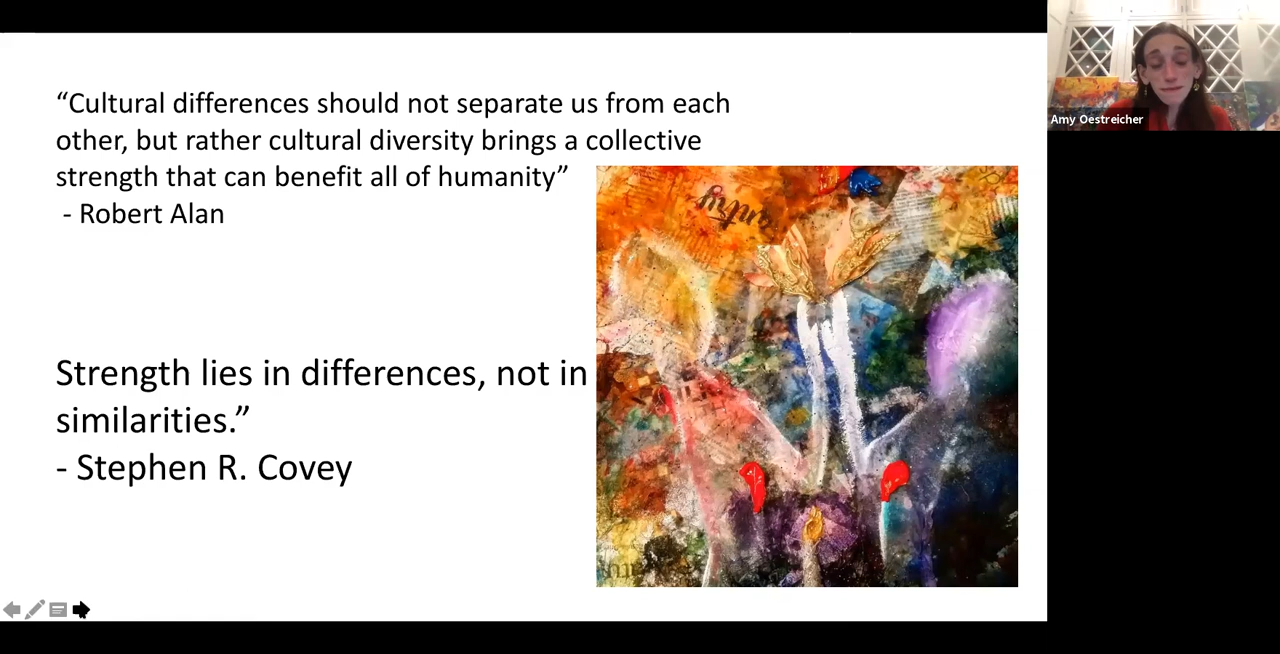 “Cultural differences should not separate us from each
other, but rather cultural diversity brings a collective
strength that can benefit all of humanity”
- Robert Alan
Strength lies in differences, not in
similarities.”
- Stephen R. Covey
Amy Oestreicher